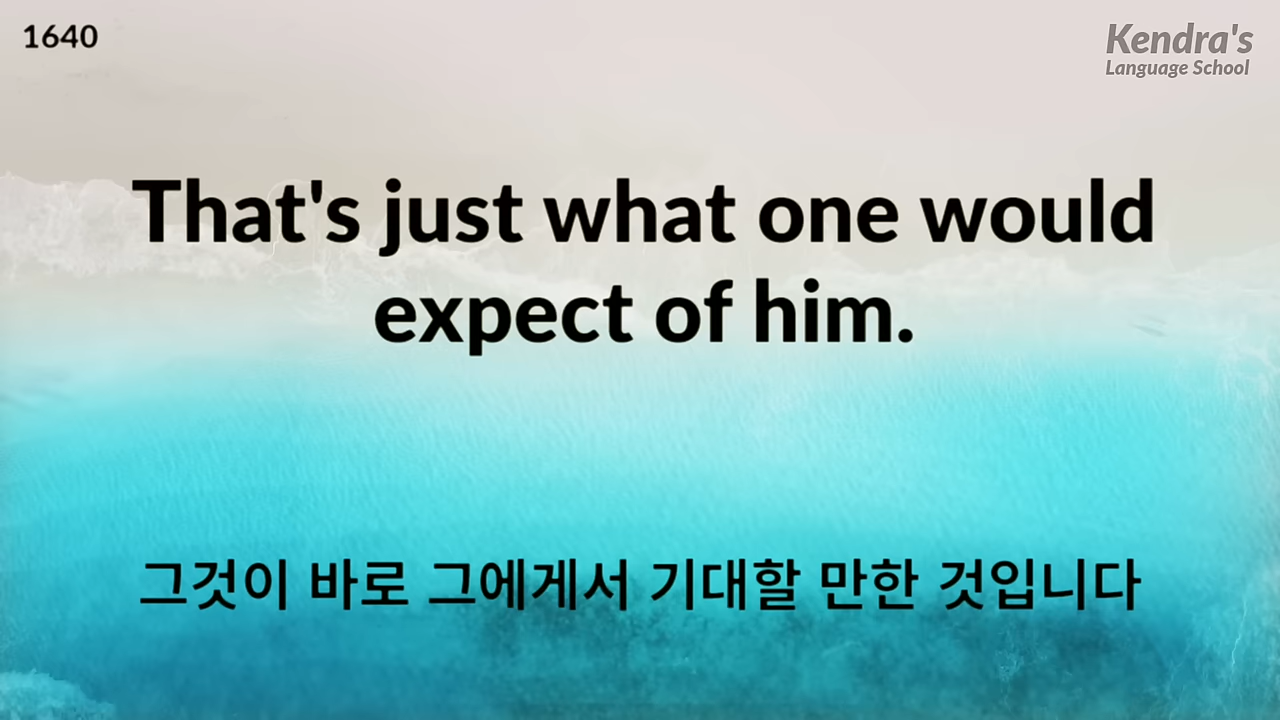 1640
Kendra's
Language School
That's just what one would
expect of him.
그것이 바로 그에게서 기대할 만한 것입니다